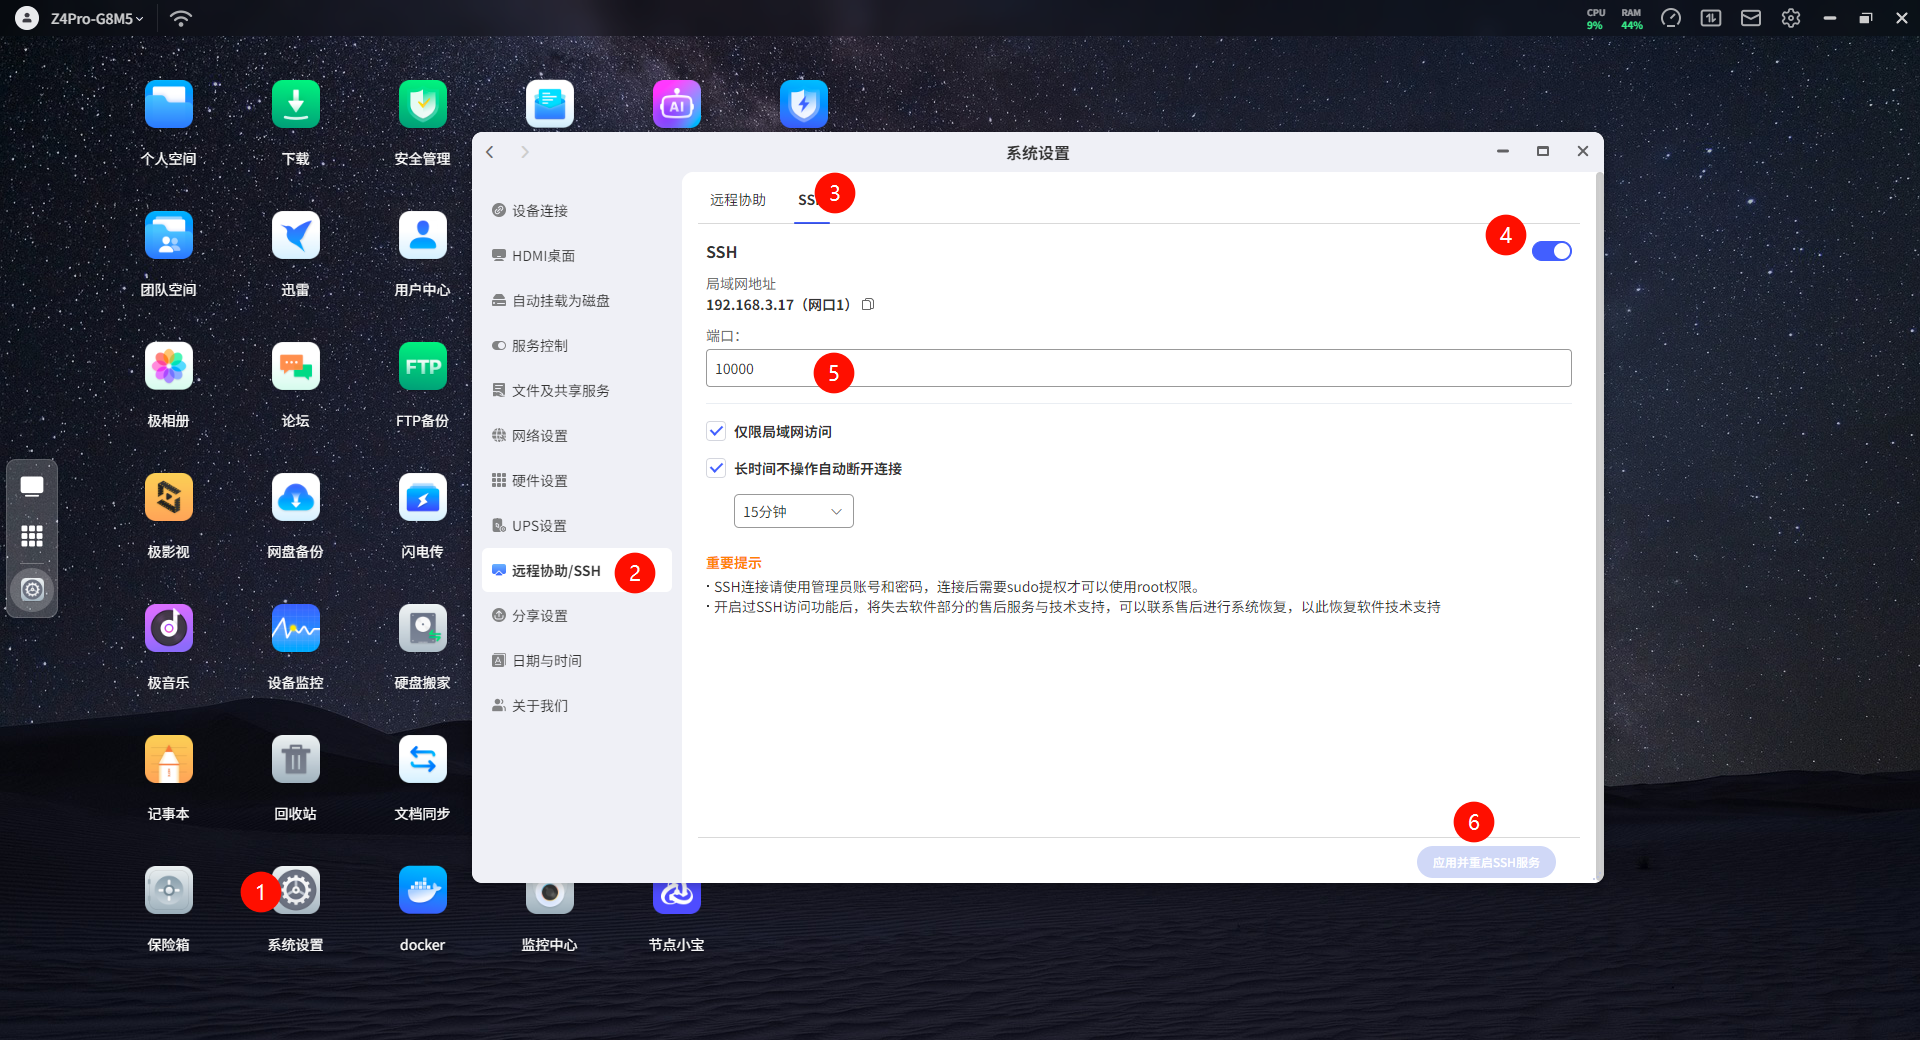 Z4Pro-G8M5
CPU
9%
RAM
44%
个人空间
下载
安全管理
团队空间
迅雷
用户中心
极相册
论坛
FTP
FTP备份
极影视
网盘备份
闪电传
极音乐
设备监控
硬盘搬家
记事本
回收站
文档同步
保险箱
1
系统设置
docker
监控中心
节点小宝
AI
系统设置
设备连接
HDMI桌面
自动挂载为磁盘
服务控制
文件及共享服务
网络设置
硬件设置
UPS设置
远程协助/SSH
2
分享设置
日期与时间
关于我们
远程协助
3
SSH
4
局域网地址
192.168.3.17（网口1）
端口：
10000
5
仅限局域网访问
长时间不操作自动断开连接
15分钟
重要提示
· SSH连接请使用管理员账号和密码，连接后需要sudo提权才可以使用root权限。
· 开启过SSH访问功能后，将失去软件部分的售后服务与技术支持，可以联系售后进行系统恢复，以此恢复软件技术支持
6
应用并重启SSH服务